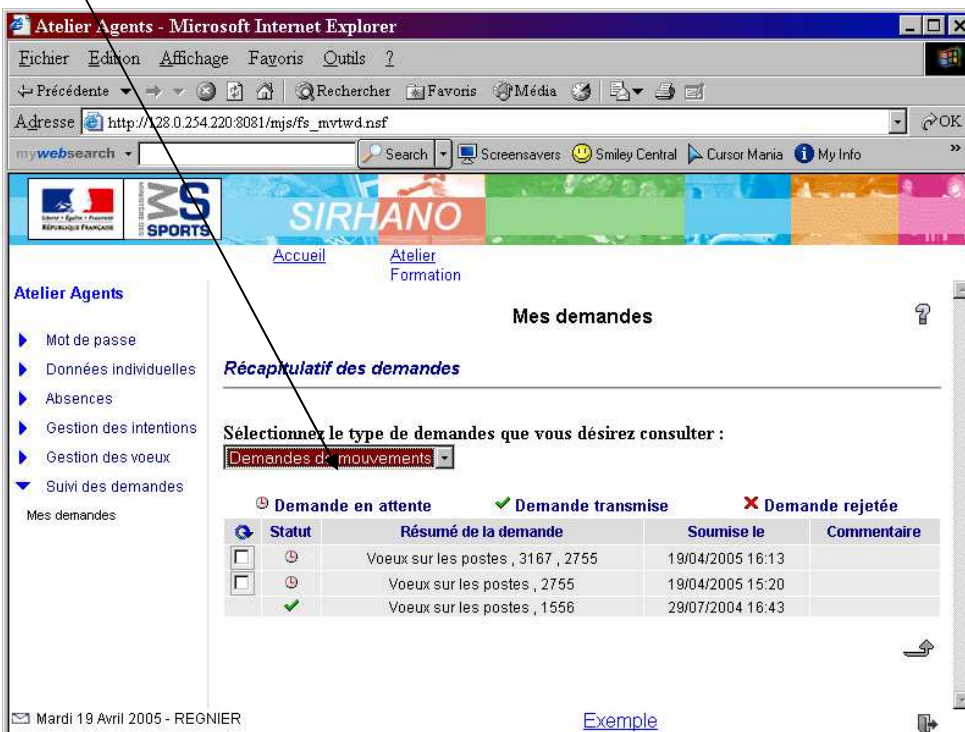 Atelier Agents - Microsoft Internet Explorer
Fichier Edition Affichage Favoris Outils ?
Précédente Rechercher Favoris Média
Adresse http://128.0.254.220:8081/mjs/fs_mvtwd.nsf OK
mywebsearch Search Screensavers Smiley Central Cursor Mania My Info »
Liberté • Égalité • Fraternité
RÉPUBLIQUE FRANÇAISE
SPORTS
SIRHANO
Accueil Atelier Formation
Atelier Agents
Mes demandes
Mot de passe
Données individuelles
Absences
Gestion des intentions
Gestion des voeux
Suivi des demandes
Mes demandes
Récapitulatif des demandes
Sélectionnez le type de demandes que vous désirez consulter :
Demandes de mouvements
Demande en attente Demande transmise Demande rejetée
Statut Résumé de la demande Soumise le Commentaire
Voeux sur les postes , 3167 , 2755 19/04/2005 16:13
Voeux sur les postes , 2755 19/04/2005 15:20
Voeux sur les postes , 1556 29/07/2004 16:43
Mardi 19 Avril 2005 - REGNIER Exemple